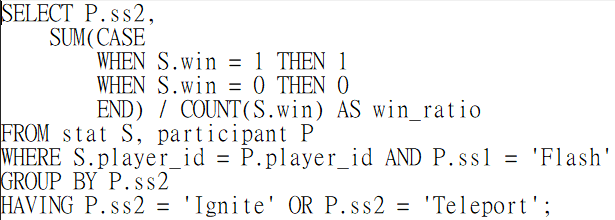 SELECT P.ss2,
SUM(CASE
WHEN S.win = 1 THEN 1
WHEN S.win = 0 THEN 0
END) / COUNT(S.win) AS win_ratio
FROM stat S, participant P
WHERE S.player_id = P.player_id AND P.ss1 = 'Flash'
GROUP BY P.ss2
HAVING P.ss2 = 'Ignite' OR P.ss2 = 'Teleport';